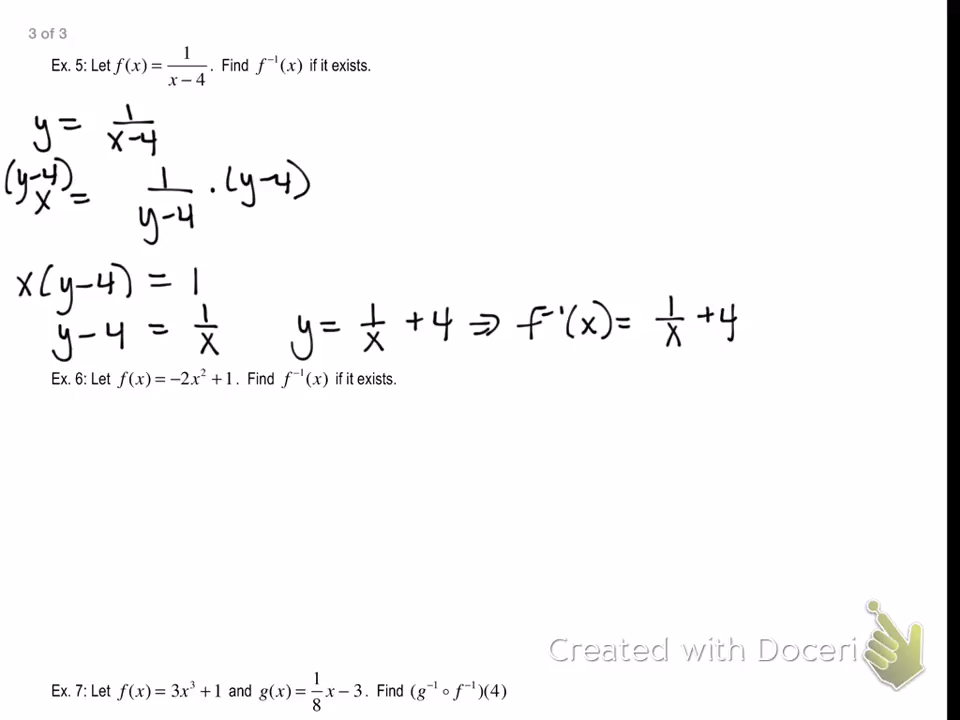 3 of 3
Ex. 5: Let f(x) = 1/(x − 4). Find f⁻¹(x) if it exists.
y = 1/(x−4)
(y−4) x = 1/(y−4) · (y−4)
x(y−4) = 1
y−4 = 1/x   y = 1/x + 4 ⇒ f⁻¹(x) = 1/x + 4
Ex. 6: Let f(x) = −2x² + 1. Find f⁻¹(x) if it exists.
Created with Doceri
Ex. 7: Let f(x) = 3x³ + 1 and g(x) = 1/8 x − 3. Find (g⁻¹ ∘ f⁻¹)(4)